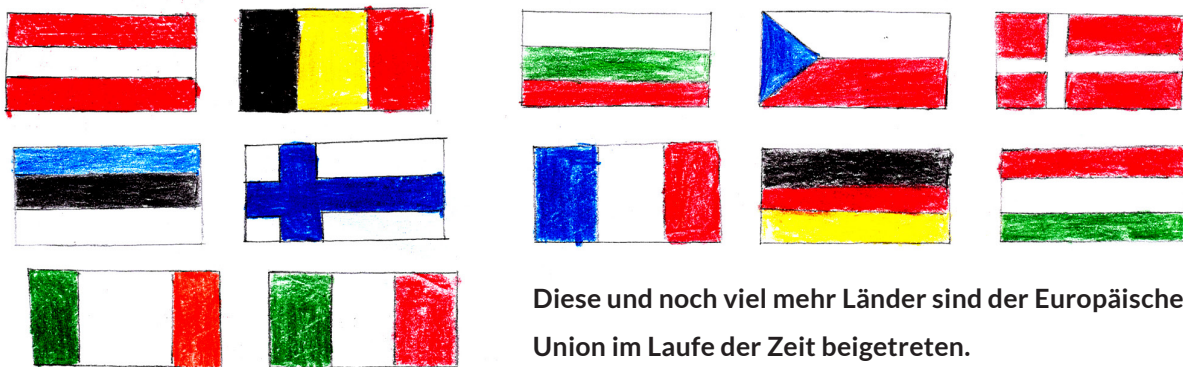 Diese und noch viel mehr Länder sind der Europäische
Union im Laufe der Zeit beigetreten.